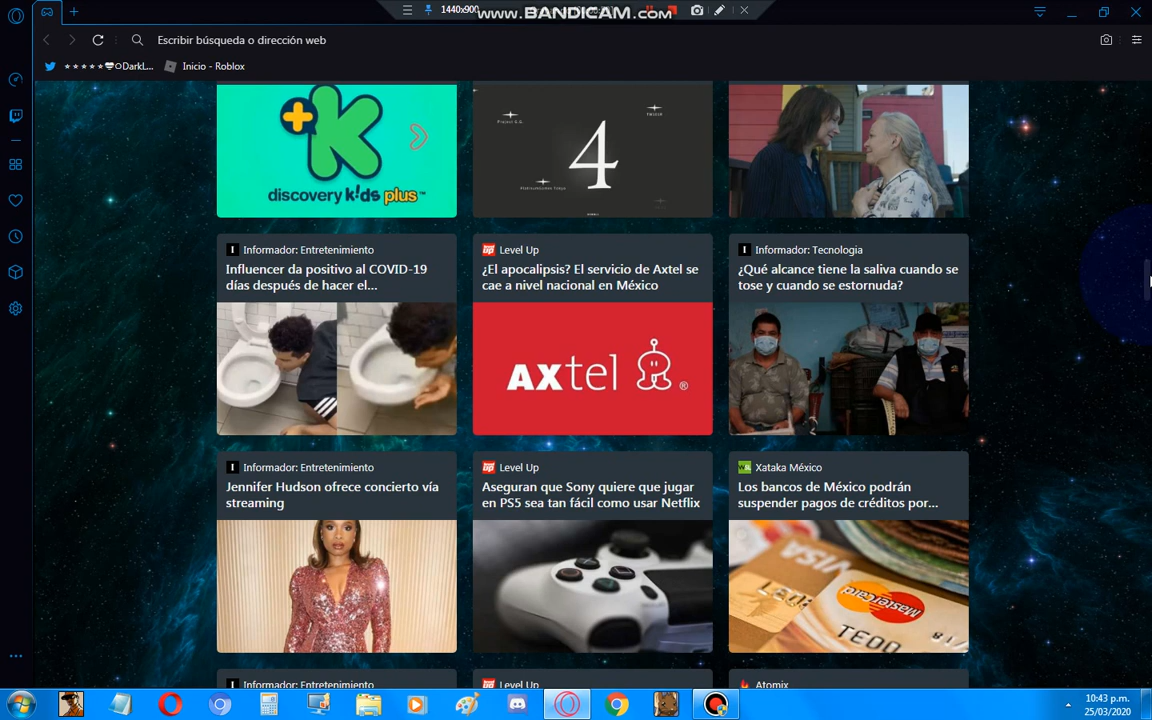 1440x900
www.BANDICAM.com
Escribir búsqueda o dirección web
★★★★★❤ODarkL...
Inicio - Roblox
+K
discovery kids plus™
4
Informador: Entretenimiento
Influencer da positivo al COVID-19
días después de hacer el...
Level Up
¿El apocalipsis? El servicio de Axtel se
cae a nivel nacional en México
Informador: Tecnologia
¿Qué alcance tiene la saliva cuando se
tose y cuando se estornuda?
AXtel ®
Informador: Entretenimiento
Jennifer Hudson ofrece concierto vía
streaming
Level Up
Aseguran que Sony quiere que jugar
en PS5 sea tan fácil como usar Netflix
Xataka México
Los bancos de México podrán
suspender pagos de créditos por...
VISA
MasterCard
Informador: Entretenimiento
Level Up
Atomix
10:43 p.m.
25/03/2020